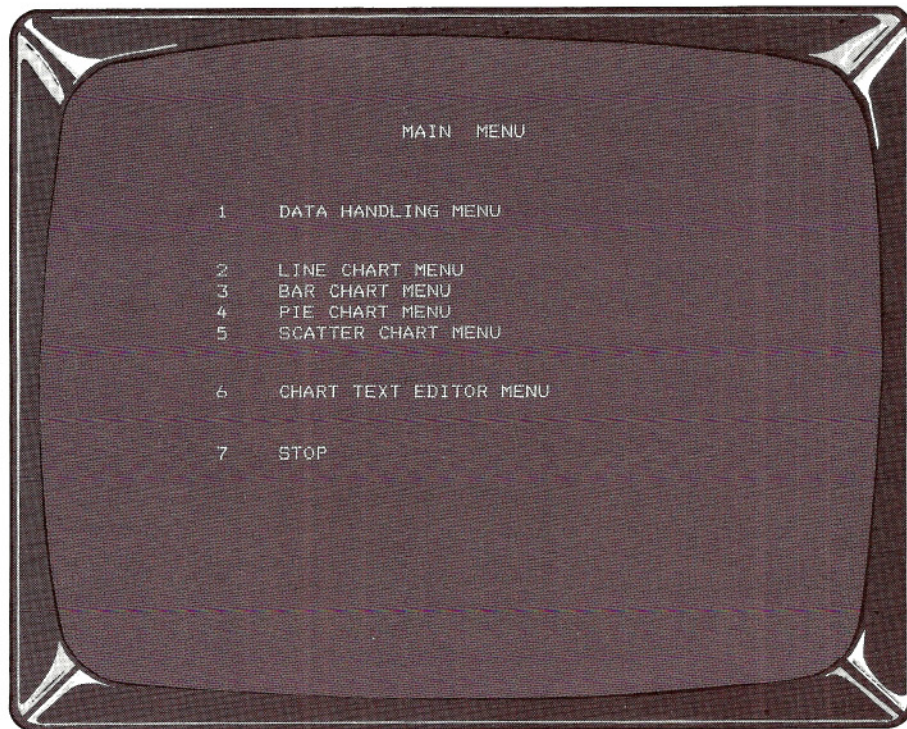 MAIN MENU
1 DATA HANDLING MENU
2 LINE CHART MENU
3 BAR CHART MENU
4 PIE CHART MENU
5 SCATTER CHART MENU
6 CHART TEXT EDITOR MENU
7 STOP